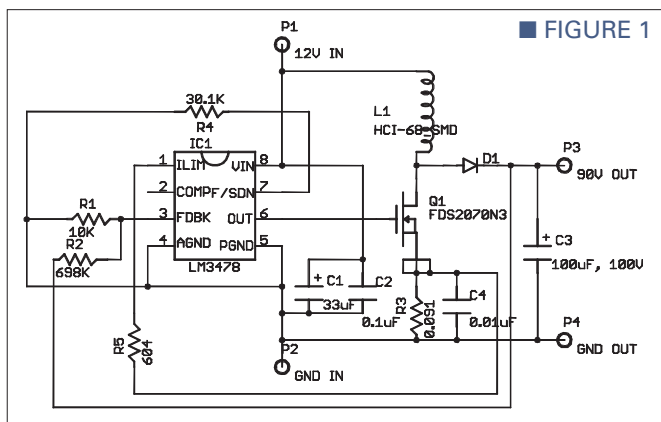 ■ FIGURE 1
P1
12V IN
30.1K
R4
L1
HCI-68_SMD
IC1
1 ILIM VIN 8
2 COMP F/SDN 7
3 FDBK OUT 6
4 AGND PGND 5
LM3478
R1
10K
R2
698K
D1
P3
90V OUT
Q1
FDS2070N3
C3
100uF, 100V
C1
33uF
C2
0.1uF
R3
0.091
C4
0.01uF
R5
604
P2
GND IN
P4
GND OUT